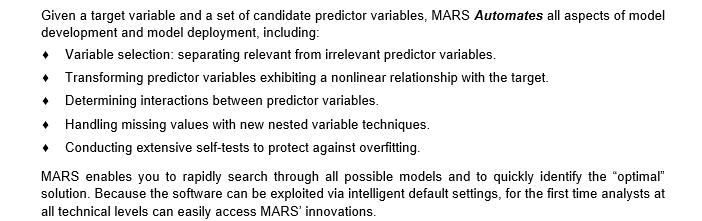 Given a target variable and a set of candidate predictor variables, MARS Automates all aspects of model
development and model deployment, including:
♦ Variable selection: separating relevant from irrelevant predictor variables.
♦ Transforming predictor variables exhibiting a nonlinear relationship with the target.
♦ Determining interactions between predictor variables.
♦ Handling missing values with new nested variable techniques.
♦ Conducting extensive self-tests to protect against overfitting.
MARS enables you to rapidly search through all possible models and to quickly identify the “optimal”
solution. Because the software can be exploited via intelligent default settings, for the first time analysts at
all technical levels can easily access MARS’ innovations.